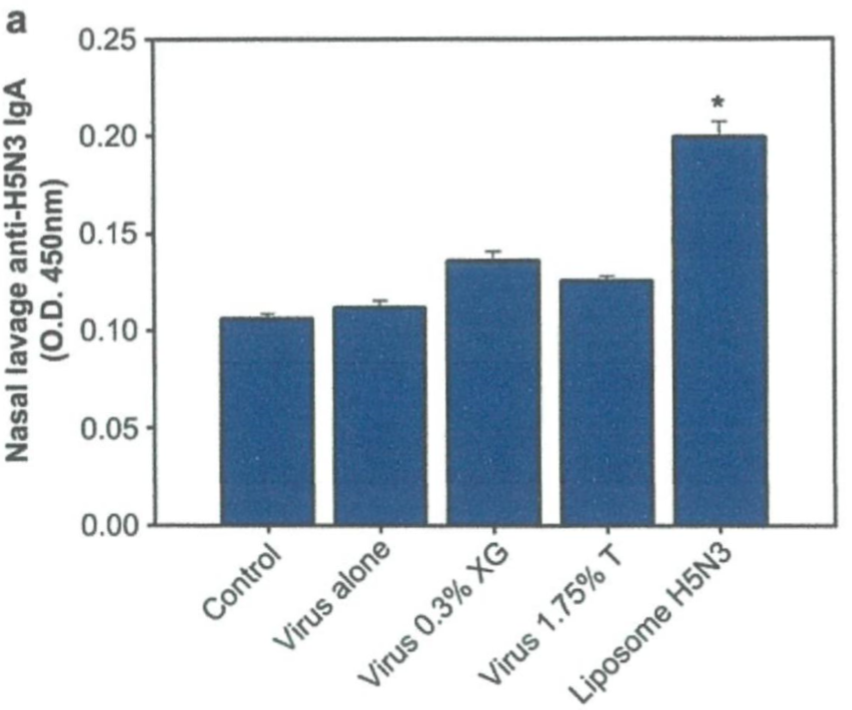 a
Nasal lavage anti-H5N3 IgA
(O.D. 450nm)
0.25
0.20
0.15
0.10
0.05
0.00
*
Control
Virus alone
Virus 0.3% XG
Virus 1.75% T
Liposome H5N3